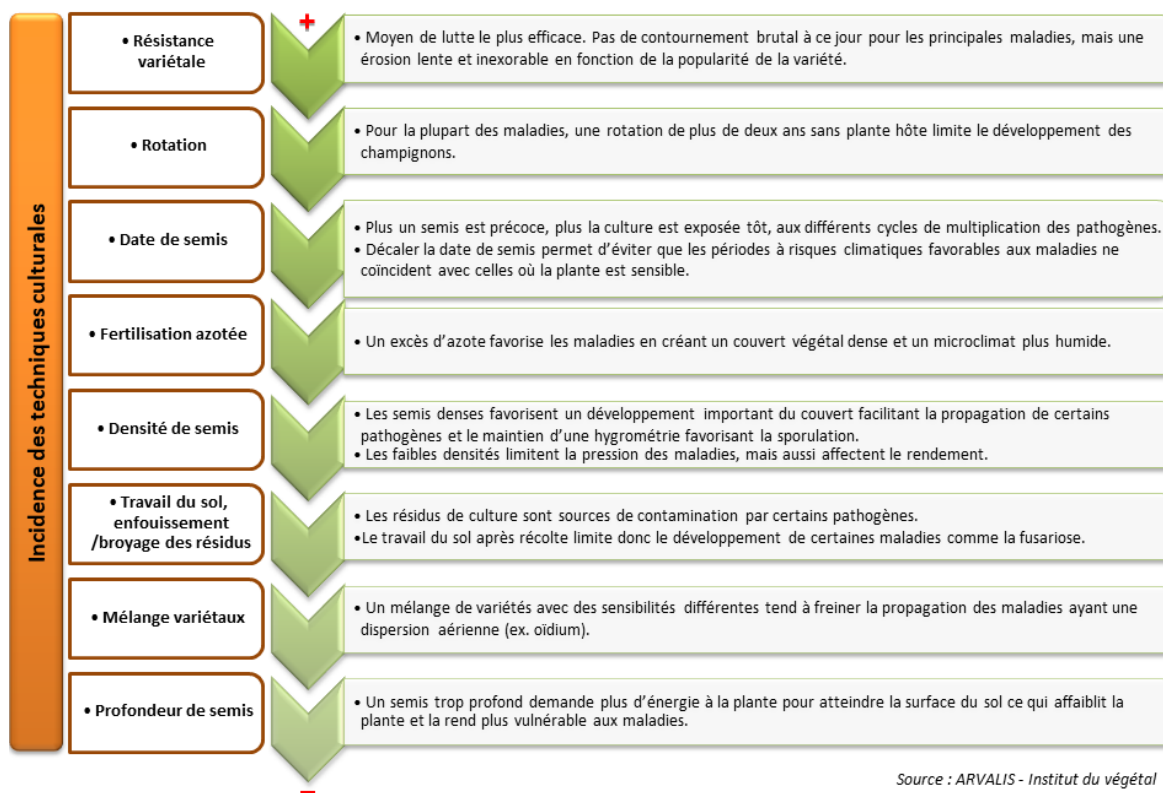 Incidence des techniques culturales
+
• Résistance
variétale
• Moyen de lutte le plus efficace. Pas de contournement brutal à ce jour pour les principales maladies, mais une
érosion lente et inexorable en fonction de la popularité de la variété.
• Rotation
• Pour la plupart des maladies, une rotation de plus de deux ans sans plante hôte limite le développement des
champignons.
• Date de semis
• Plus un semis est précoce, plus la culture est exposée tôt, aux différents cycles de multiplication des pathogènes.
• Décaler la date de semis permet d’éviter que les périodes à risques climatiques favorables aux maladies ne
coïncident avec celles où la plante est sensible.
• Fertilisation azotée
• Un excès d’azote favorise les maladies en créant un couvert végétal dense et un microclimat plus humide.
• Densité de semis
• Les semis denses favorisent un développement important du couvert facilitant la propagation de certains
pathogènes et le maintien d’une hygrométrie favorisant la sporulation.
• Les faibles densités limitent la pression des maladies, mais aussi affectent le rendement.
• Travail du sol,
enfouissement
/broyage des résidus
• Les résidus de culture sont sources de contamination par certains pathogènes.
•Le travail du sol après récolte limite donc le développement de certaines maladies comme la fusariose.
• Mélange variétaux
• Un mélange de variétés avec des sensibilités différentes tend à freiner la propagation des maladies ayant une
dispersion aérienne (ex. oïdium).
• Profondeur de semis
• Un semis trop profond demande plus d’énergie à la plante pour atteindre la surface du sol ce qui affaiblit la
plante et la rend plus vulnérable aux maladies.
–
Source : ARVALIS - Institut du végétal